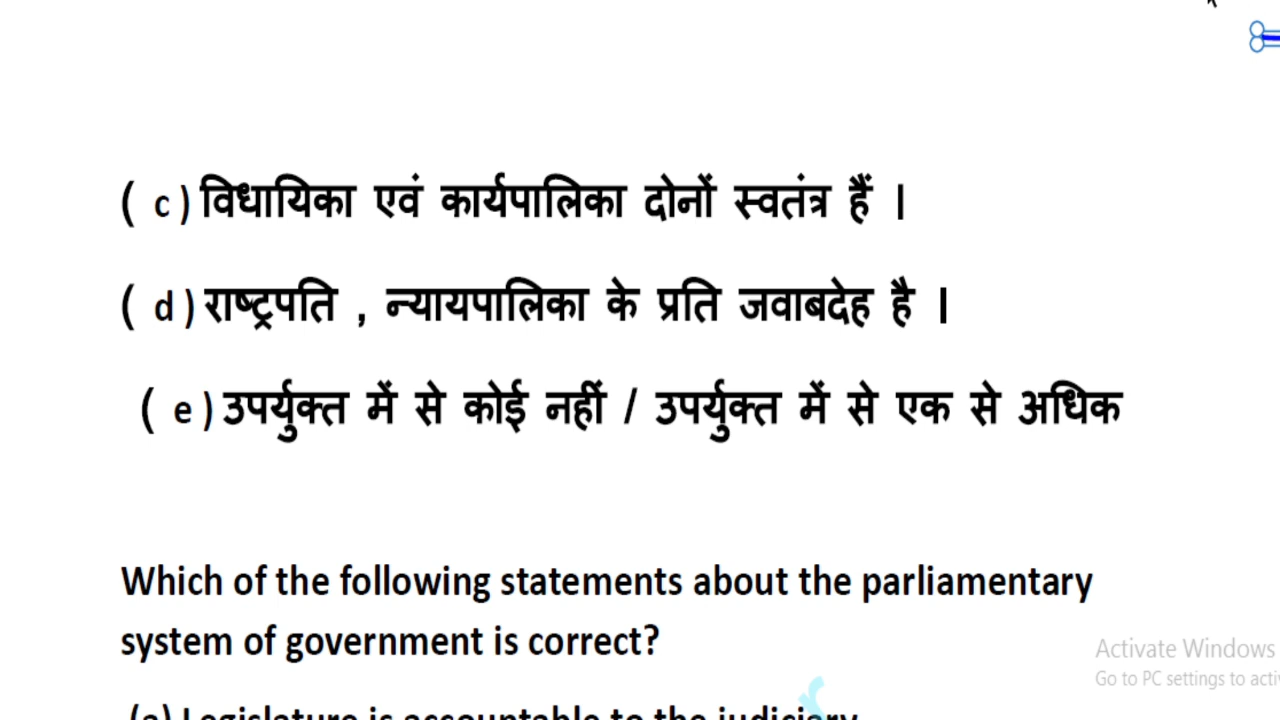 ( c ) विधायिका एवं कार्यपालिका दोनों स्वतंत्र हैं ।
( d ) राष्ट्रपति , न्यायपालिका के प्रति जवाबदेह है ।
( e ) उपर्युक्त में से कोई नहीं / उपर्युक्त में से एक से अधिक
Which of the following statements about the parliamentary
system of government is correct?
Activate Windows
Go to PC settings to
(a) Legislature is accountable to the judiciary